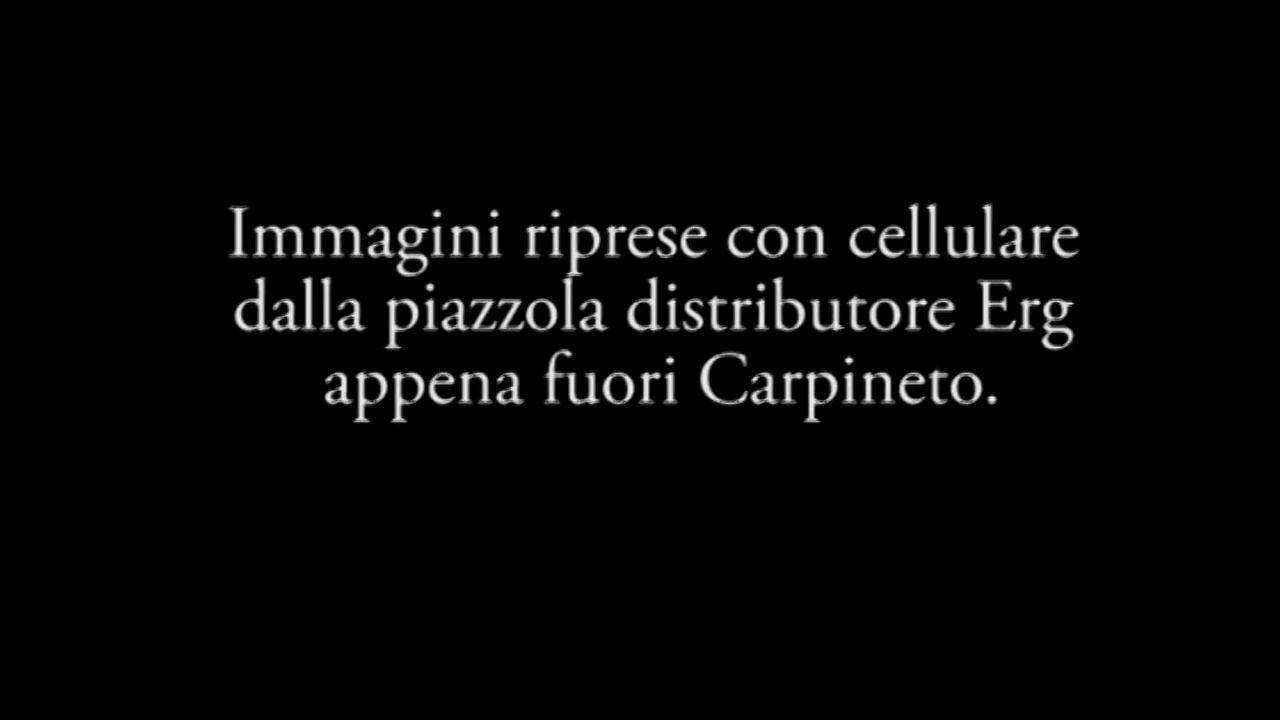 Immagini riprese con cellulare
dalla piazzola distributore Erg
appena fuori Carpineto.